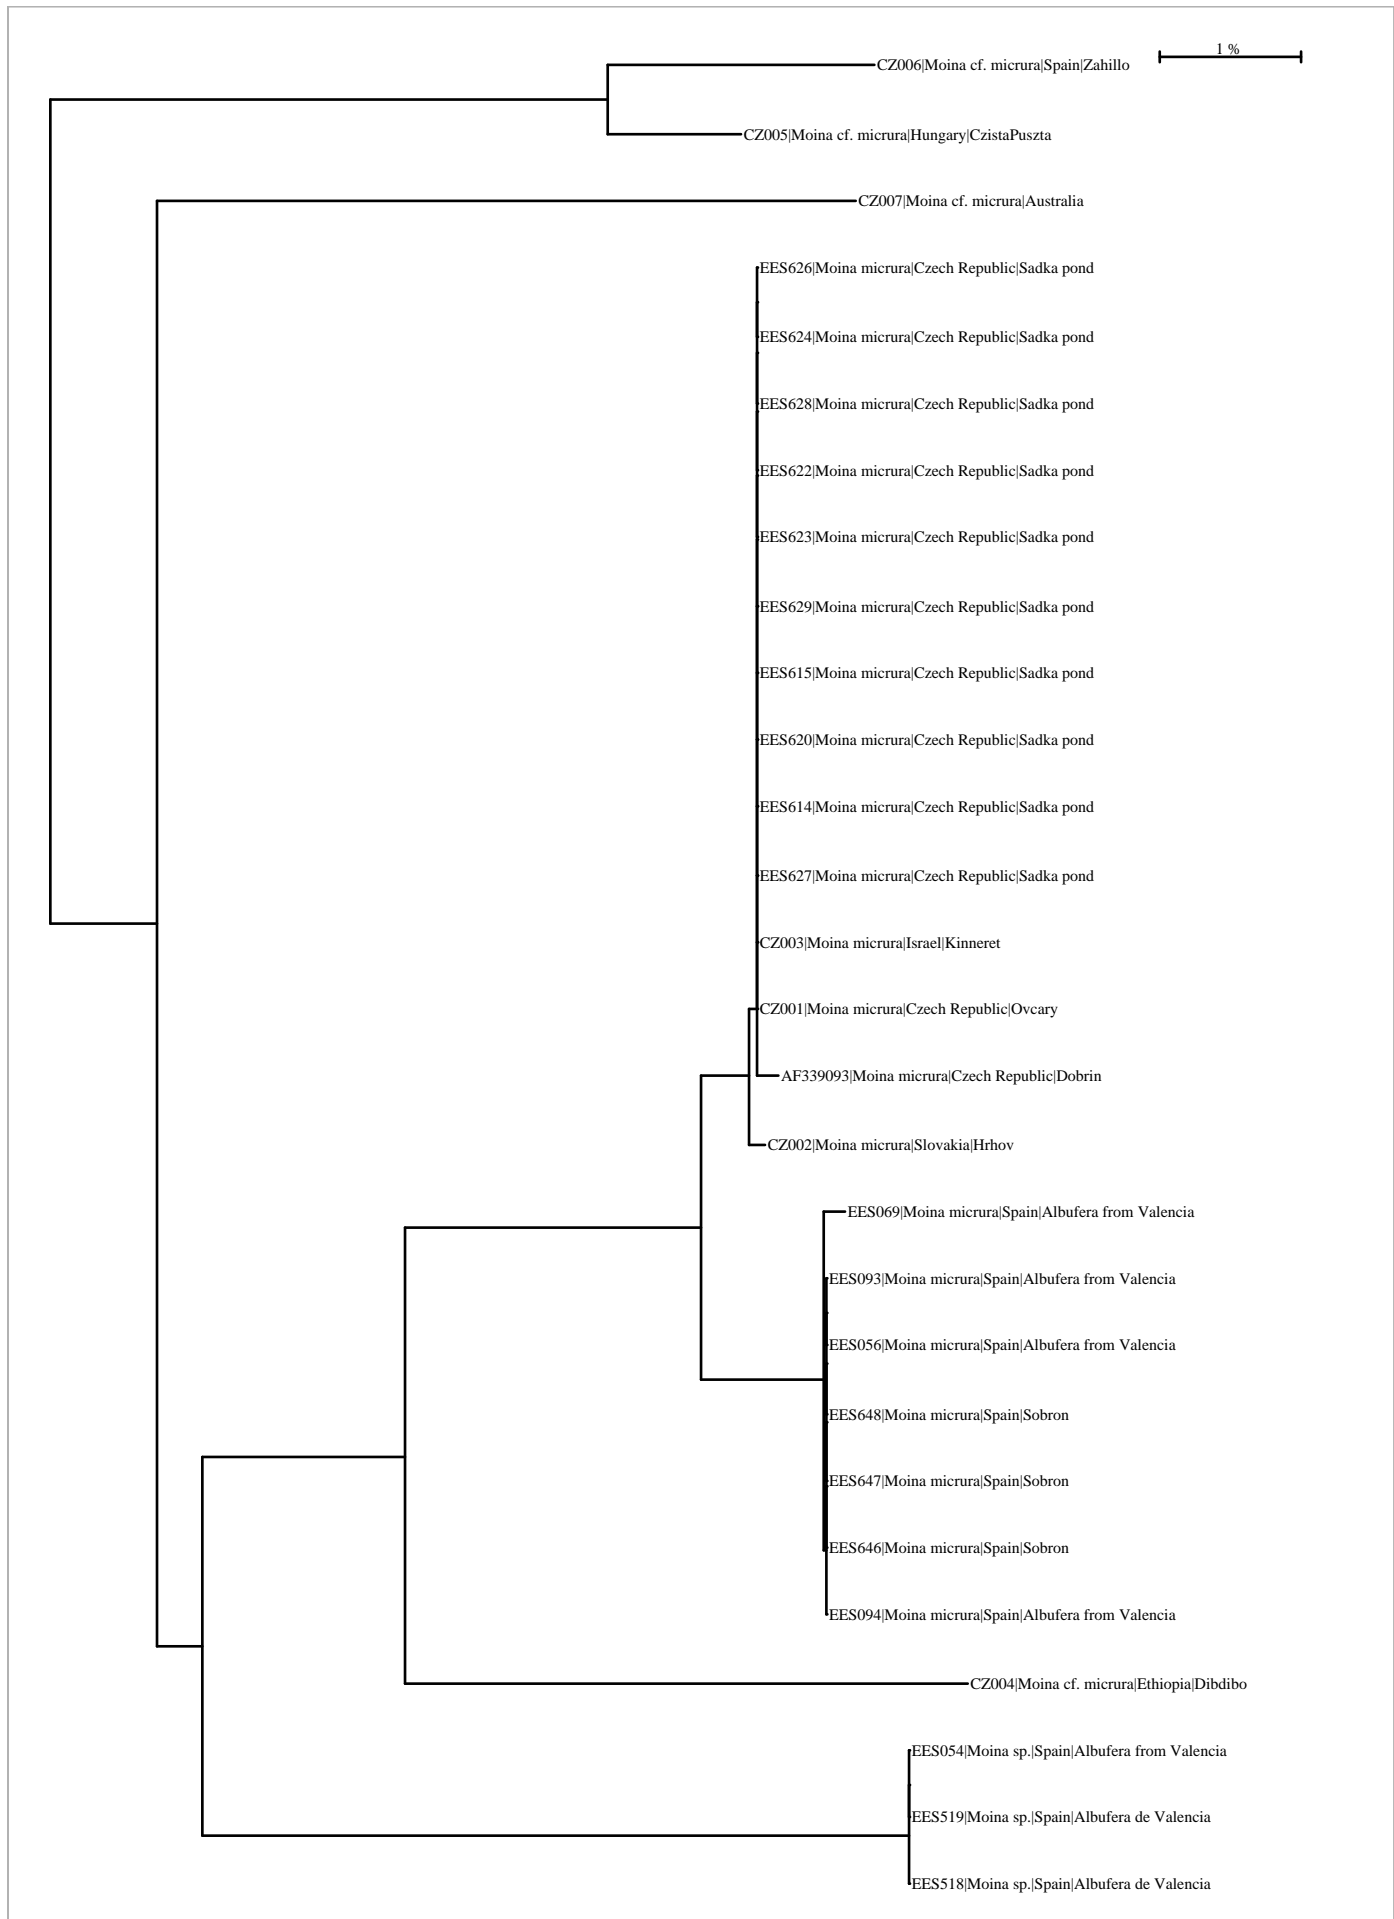 1 %
CZ006|Moina cf. micrura|Spain|Zahillo
CZ005|Moina cf. micrura|Hungary|CzistaPuszta
CZ007|Moina cf. micrura|Australia
EES626|Moina micrura|Czech Republic|Sadka pond
EES624|Moina micrura|Czech Republic|Sadka pond
EES628|Moina micrura|Czech Republic|Sadka pond
EES622|Moina micrura|Czech Republic|Sadka pond
EES623|Moina micrura|Czech Republic|Sadka pond
EES629|Moina micrura|Czech Republic|Sadka pond
EES615|Moina micrura|Czech Republic|Sadka pond
EES620|Moina micrura|Czech Republic|Sadka pond
EES614|Moina micrura|Czech Republic|Sadka pond
EES627|Moina micrura|Czech Republic|Sadka pond
CZ003|Moina micrura|Israel|Kinneret
CZ001|Moina micrura|Czech Republic|Ovcary
AF339093|Moina micrura|Czech Republic|Dobrin
CZ002|Moina micrura|Slovakia|Hrhov
EES069|Moina micrura|Spain|Albufera from Valencia
EES093|Moina micrura|Spain|Albufera from Valencia
EES056|Moina micrura|Spain|Albufera from Valencia
EES648|Moina micrura|Spain|Sobron
EES647|Moina micrura|Spain|Sobron
EES646|Moina micrura|Spain|Sobron
EES094|Moina micrura|Spain|Albufera from Valencia
CZ004|Moina cf. micrura|Ethiopia|Dibdibo
EES054|Moina sp.|Spain|Albufera from Valencia
EES519|Moina sp.|Spain|Albufera de Valencia
EES518|Moina sp.|Spain|Albufera de Valencia